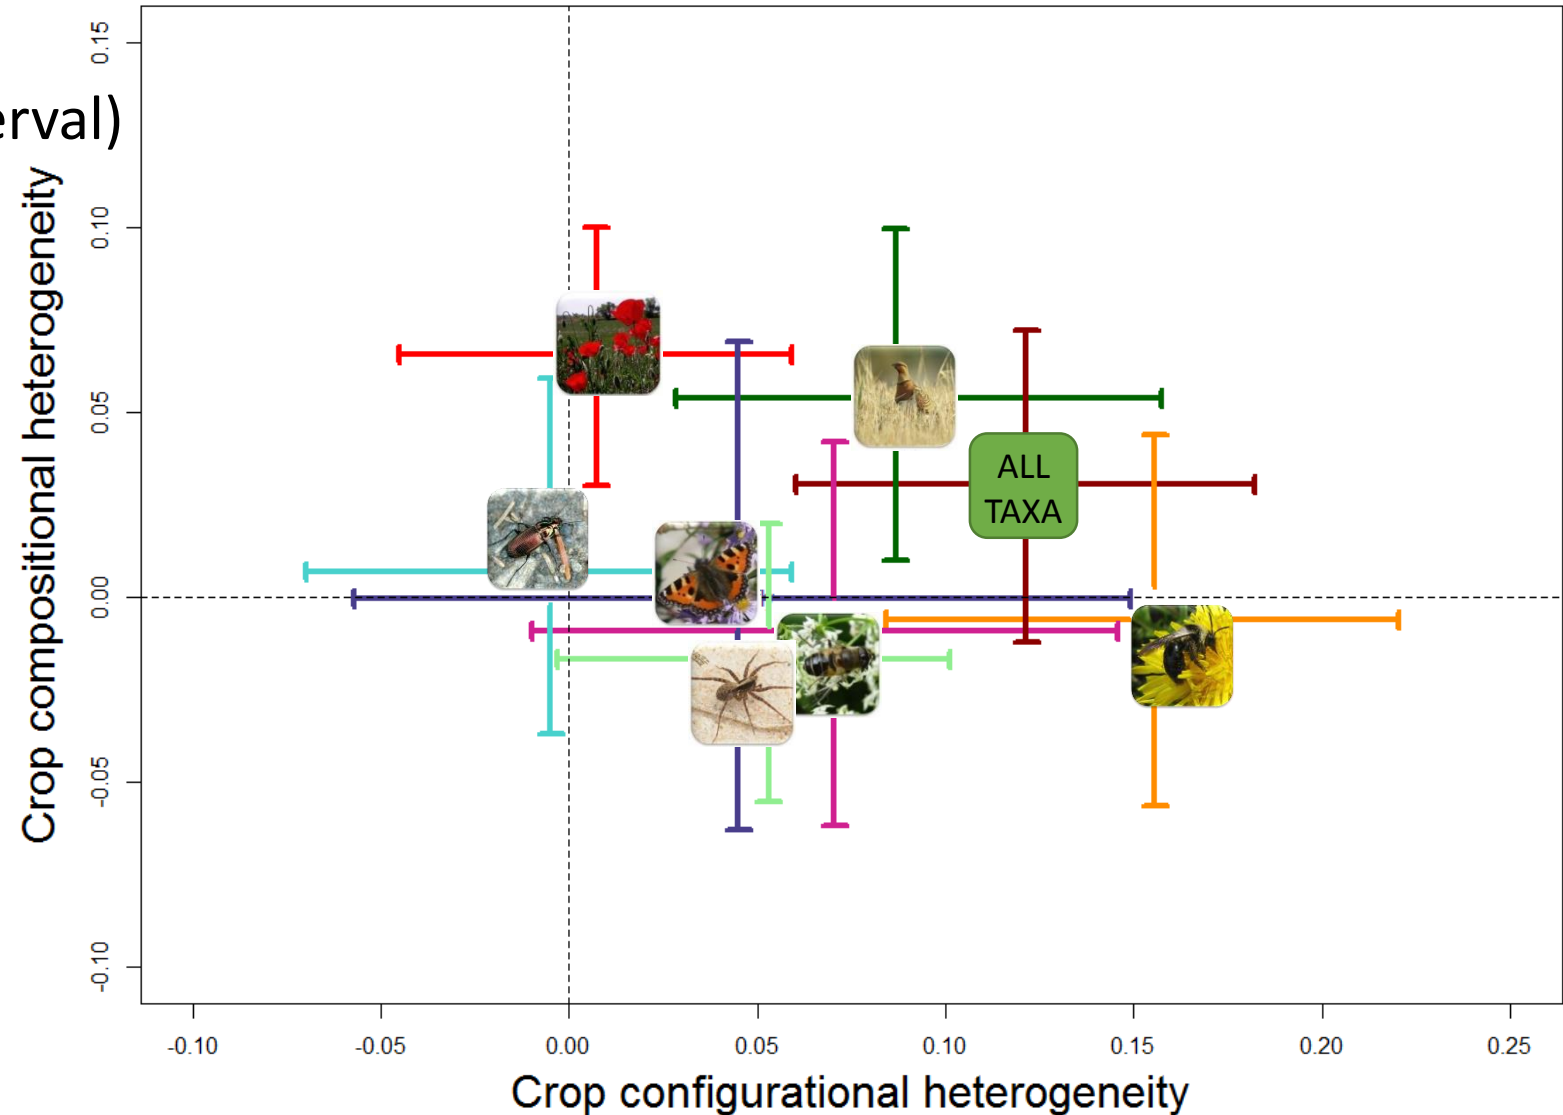 erval)
Crop compositional heterogeneity
0.15
0.10
0.05
0.00
-0.05
-0.10
ALL
TAXA
-0.10 -0.05 0.00 0.05 0.10 0.15 0.20 0.25
Crop configurational heterogeneity